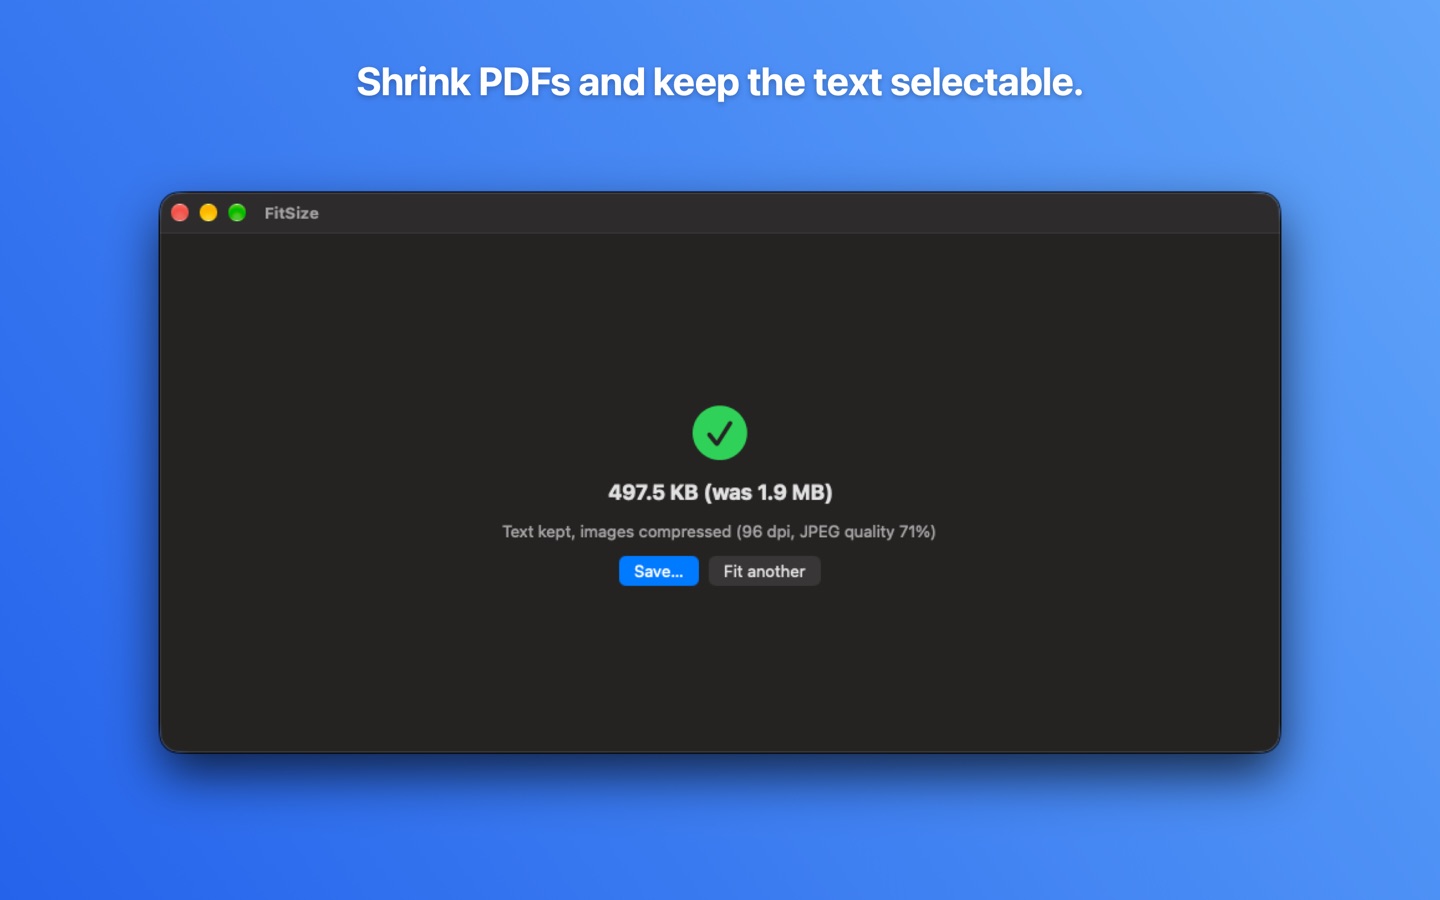 Shrink PDFs and keep the text selectable.
FitSize
497.5 KB (was 1.9 MB)
Text kept, images compressed (96 dpi, JPEG quality 71%)
Save...
Fit another